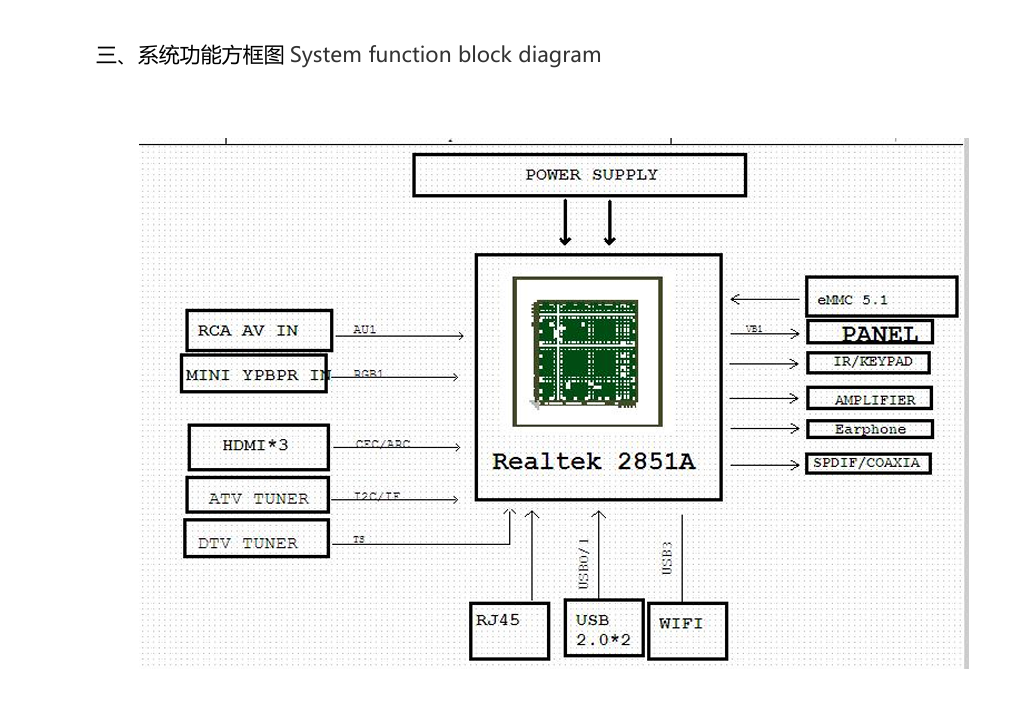 三、系统功能方框图 System function block diagram
POWER SUPPLY
eMMC 5.1
RCA AV IN
AU1
VB1
PANEL
IR/KEYPAD
MINI YPBPR IN
RGB1
AMPLIFIER
Earphone
HDMI*3
CEC/ARC
Realtek 2851A
SPDIF/COAXIA
ATV TUNER
I2C/IF
DTV TUNER
TS
USB0/1
USB3
RJ45
USB
2.0*2
WIFI